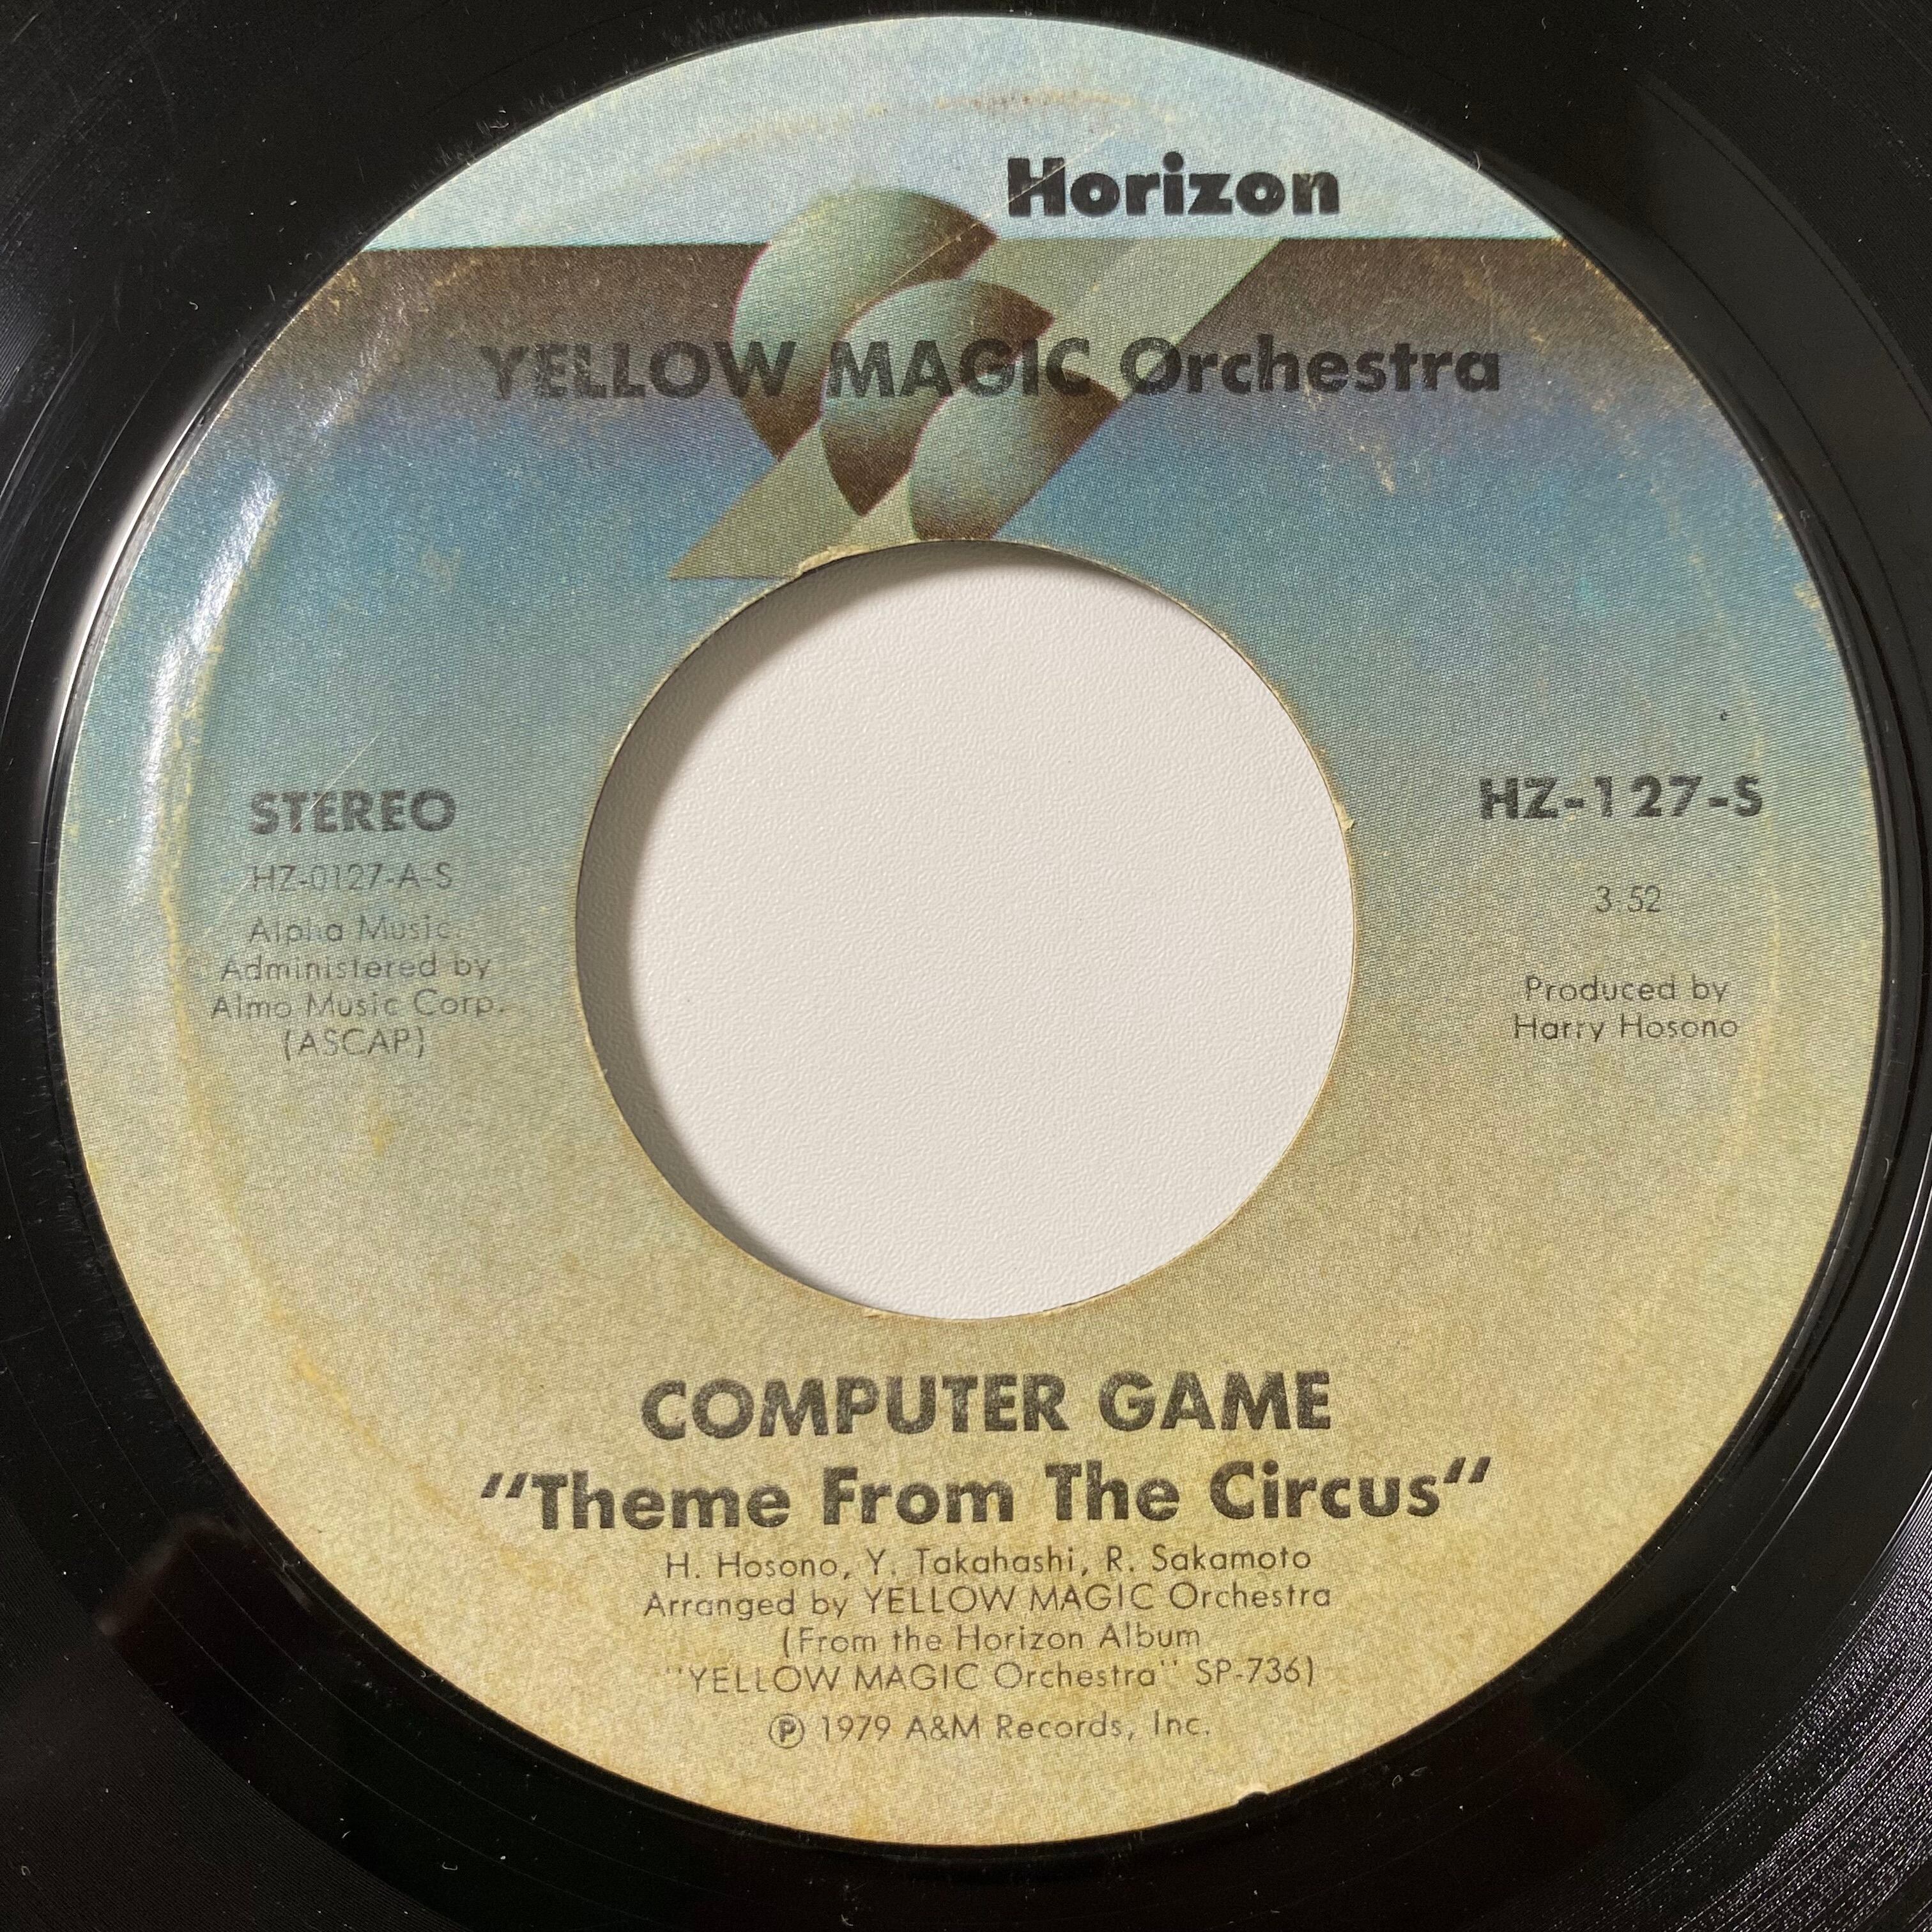 Horizon
YELLOW MAGIC Orchestra
STEREO
HZ-0127-A-S
Alpha Music.
Administered by
Almo Music Corp.
(ASCAP)
HZ-127-S
3:52
Produced by
Harry Hosono
COMPUTER GAME
"Theme From The Circus"
H. Hosono, Y. Takahashi, R. Sakamoto
Arranged by YELLOW MAGIC Orchestra
(From the Horizon Album
"YELLOW MAGIC Orchestra" SP-736)
℗ 1979 A&M Records, Inc.